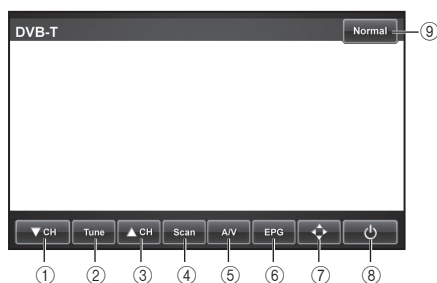 DVB-T Normal ⑨
▼CH Tune ▲CH Scan A/V EPG
① ② ③ ④ ⑤ ⑥ ⑦ ⑧